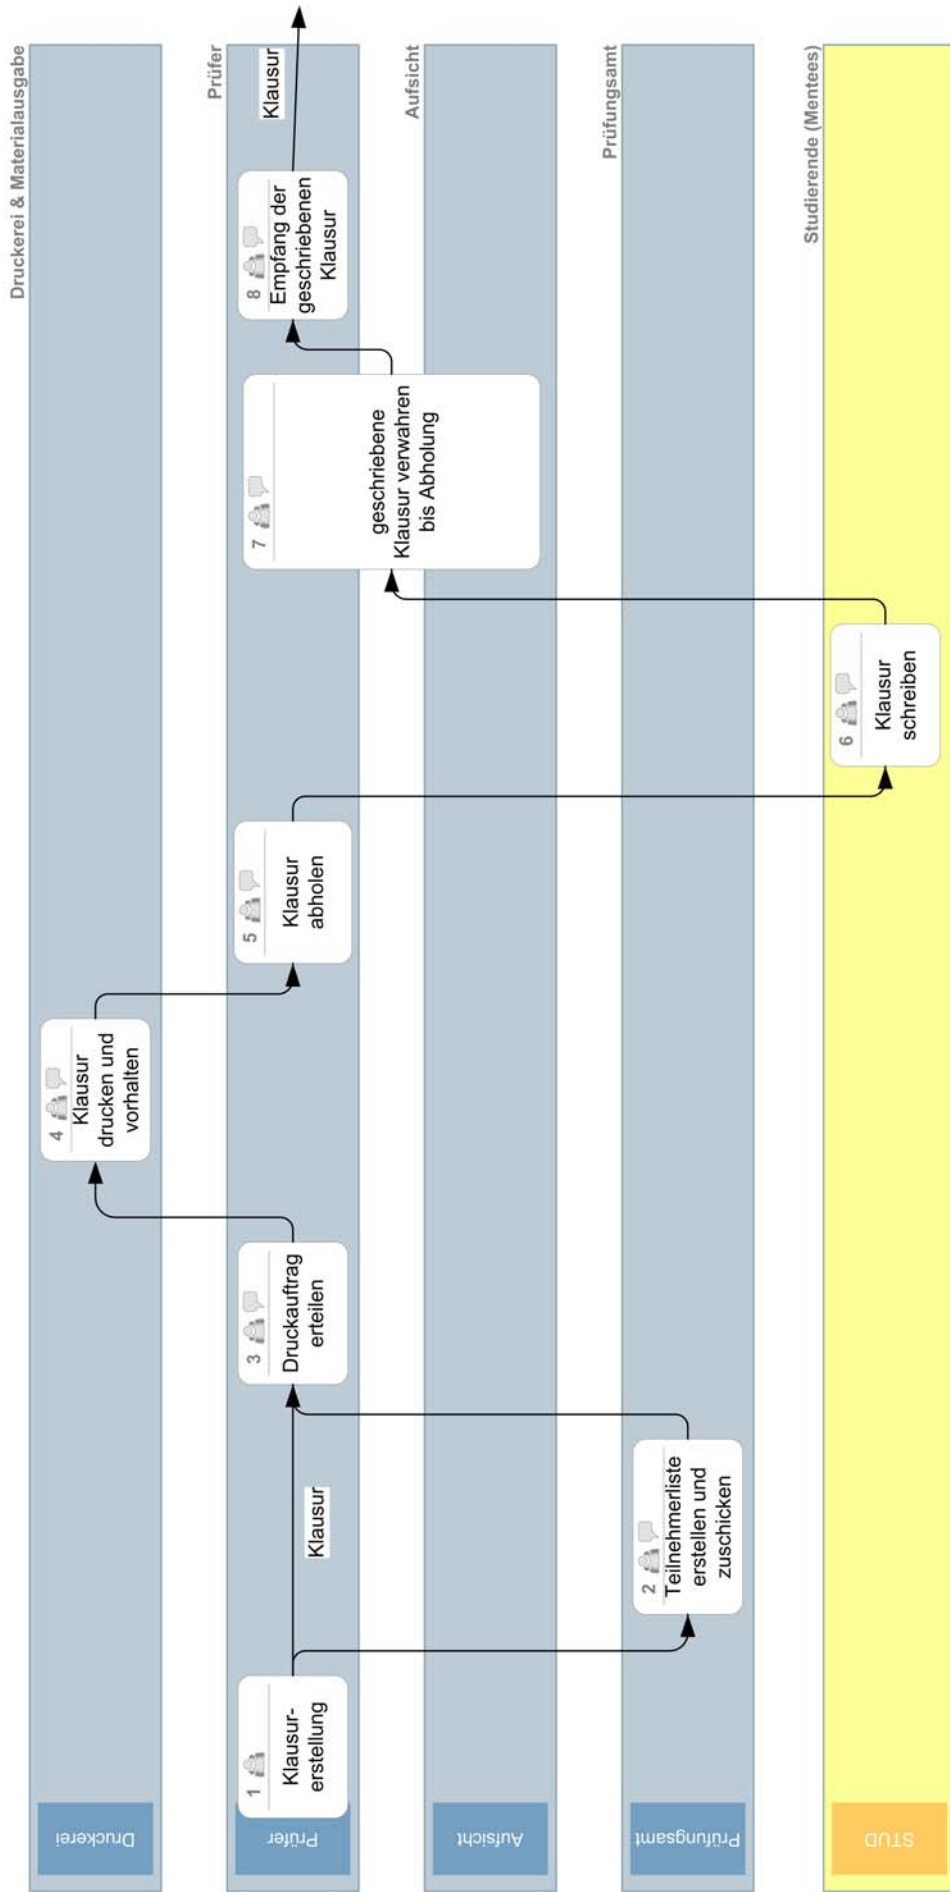 Druckerei & Materialausgabe
Druckerei
4
Klausur
drucken und
vorhalten
Prüfer
Prüfer
1
Klausur-
erstellung
Klausur
3
Druckauftrag
erteilen
5
Klausur
abholen
7
geschriebene
Klausur verwahren
bis Abholung
8
Empfang der
geschriebenen
Klausur
Klausur
Aufsicht
Aufsicht
Prüfungsamt
Prüfungsamt
2
Teilnehmerliste
erstellen und
zuschicken
Studierende (Mentees)
STUD
6
Klausur
schreiben